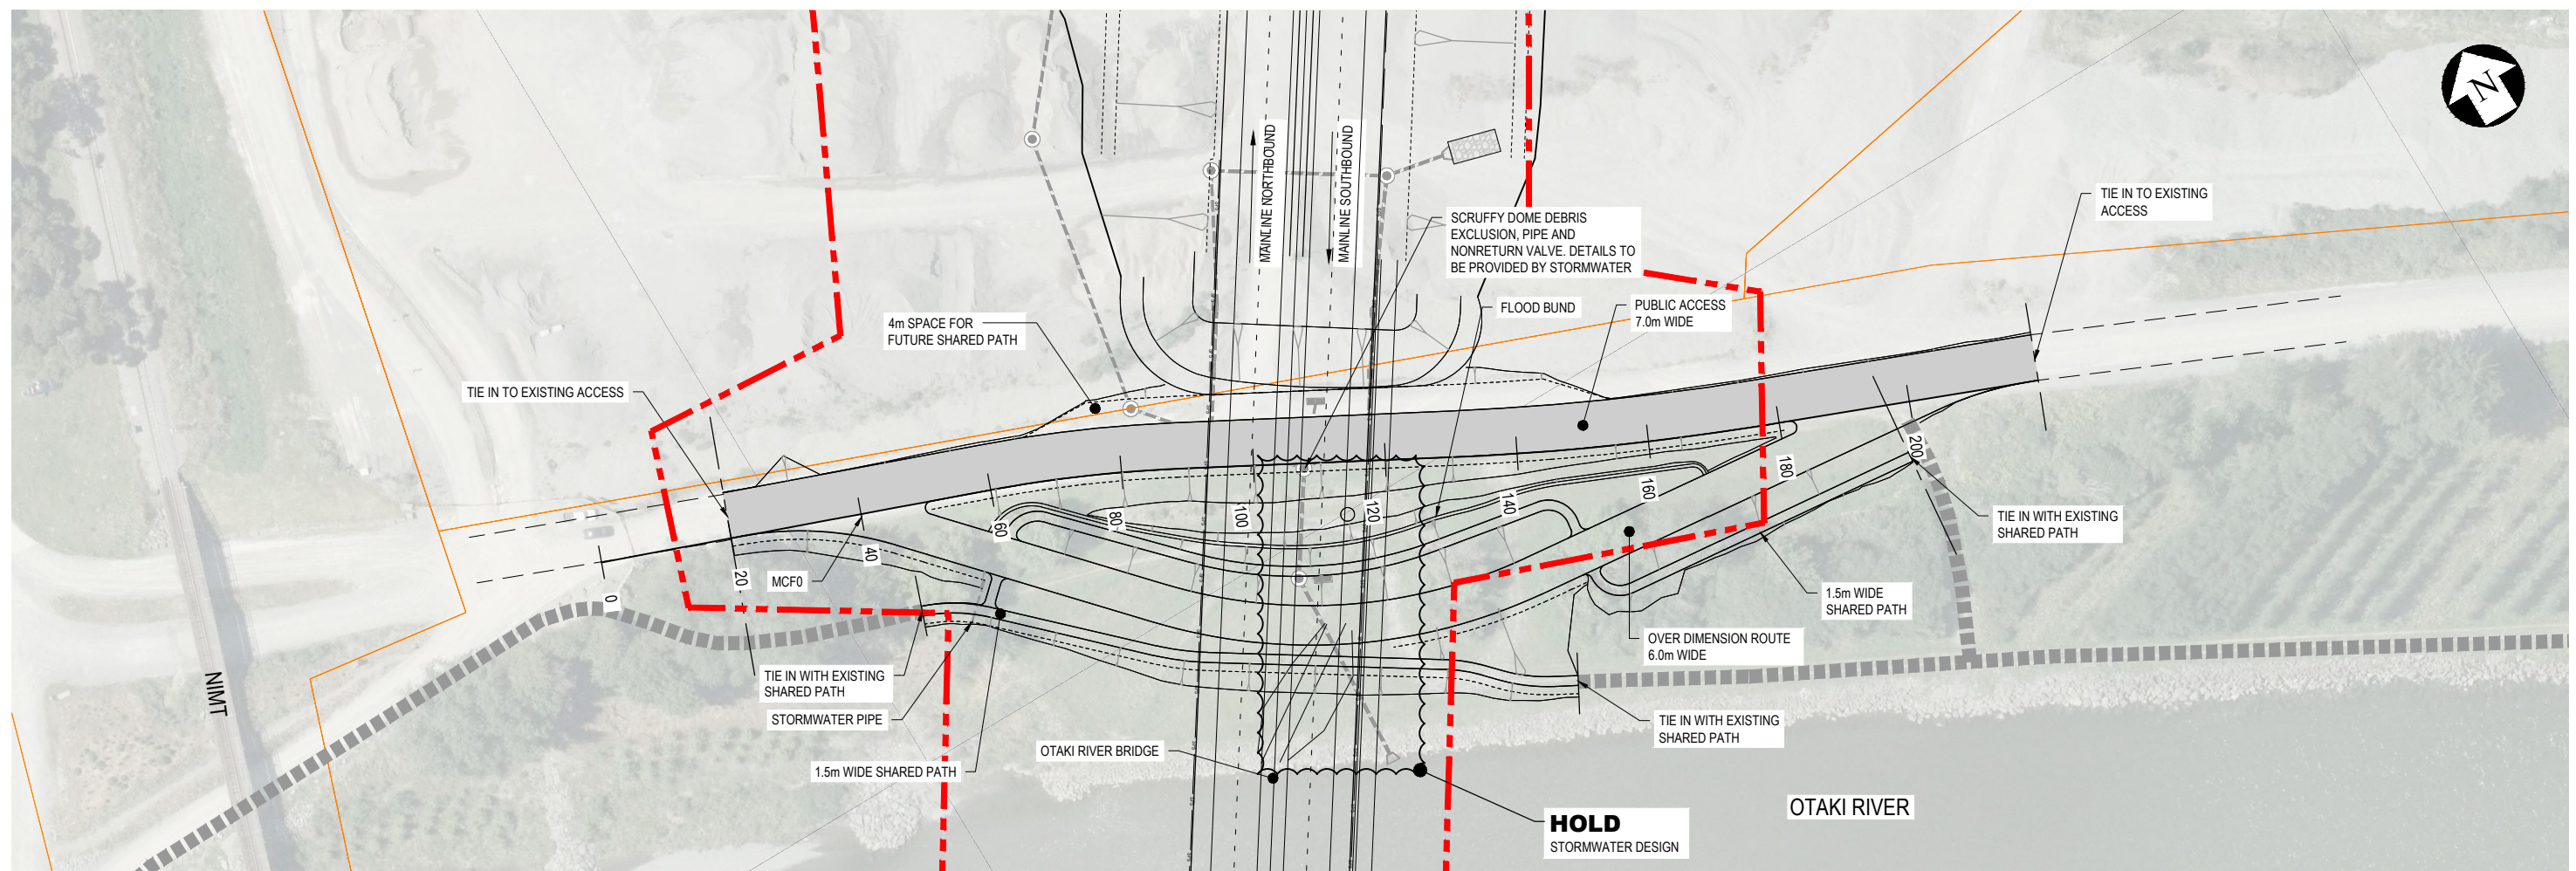 N
MAINLINE NORTHBOUND
MAINLINE SOUTHBOUND
TIE IN TO EXISTING
ACCESS
SCRUFFY DOME DEBRIS
EXCLUSION, PIPE AND
NONRETURN VALVE. DETAILS TO
BE PROVIDED BY STORMWATER
FLOOD BUND
PUBLIC ACCESS
7.0m WIDE
4m SPACE FOR
FUTURE SHARED PATH
TIE IN TO EXISTING ACCESS
0
20
40
60
80
100
120
140
160
180
200
MCF0
TIE IN WITH EXISTING
SHARED PATH
1.5m WIDE
SHARED PATH
OVER DIMENSION ROUTE
6.0m WIDE
NIMT
TIE IN WITH EXISTING
SHARED PATH
STORMWATER PIPE
TIE IN WITH EXISTING
SHARED PATH
OTAKI RIVER BRIDGE
1.5m WIDE SHARED PATH
OTAKI RIVER
HOLD
STORMWATER DESIGN